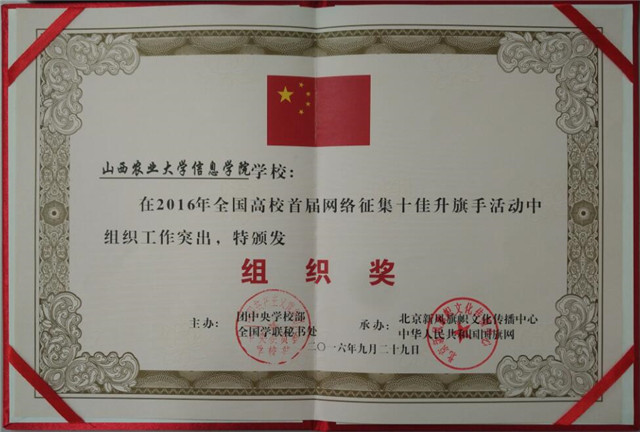 山西农业大学信息学院学校：
在2016年全国高校首届网络征集十佳升旗手活动中
组织工作突出，特颁发
组织奖
主办：团中央学校部
全国学联秘书处
承办：北京新风旗帜文化传播中心
中华人民共和国国旗网
二〇一六年九月二十九日